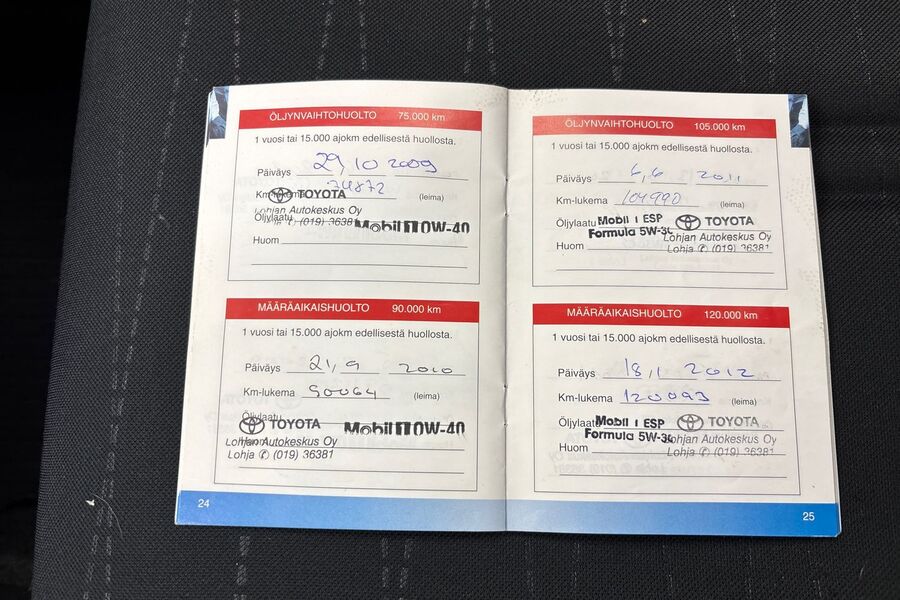 ÖLJYNVAIHTOHUOLTO 75.000 km
1 vuosi tai 15.000 ajokm edellisestä huollosta.
Päiväys 29, 10 2009
Km-lukema 74872 (leima)
TOYOTA
Lohjan Autokeskus Oy
Lohja ✆ (019) 36381
Öljylaatu Mobil 1 0W-40
Huom
MÄÄRÄAIKAISHUOLTO 90.000 km
1 vuosi tai 15.000 ajokm edellisestä huollosta.
Päiväys 21, 9 2010
Km-lukema 90064 (leima)
Öljylaatu Mobil 1 0W-40
TOYOTA
Lohjan Autokeskus Oy
Lohja ✆ (019) 36381
24
ÖLJYNVAIHTOHUOLTO 105.000 km
1 vuosi tai 15.000 ajokm edellisestä huollosta.
Päiväys 6, 6 2011
Km-lukema 104990 (leima)
Öljylaatu Mobil 1 ESP
Formula 5W-30
TOYOTA
Lohjan Autokeskus Oy
Lohja ✆ (019) 36381
Huom
MÄÄRÄAIKAISHUOLTO 120.000 km
1 vuosi tai 15.000 ajokm edellisestä huollosta.
Päiväys 18, 1 2012
Km-lukema 120093 (leima)
Öljylaatu Mobil 1 ESP
Formula 5W-30
TOYOTA
Lohjan Autokeskus Oy
Lohja ✆ (019) 36381
Huom
25